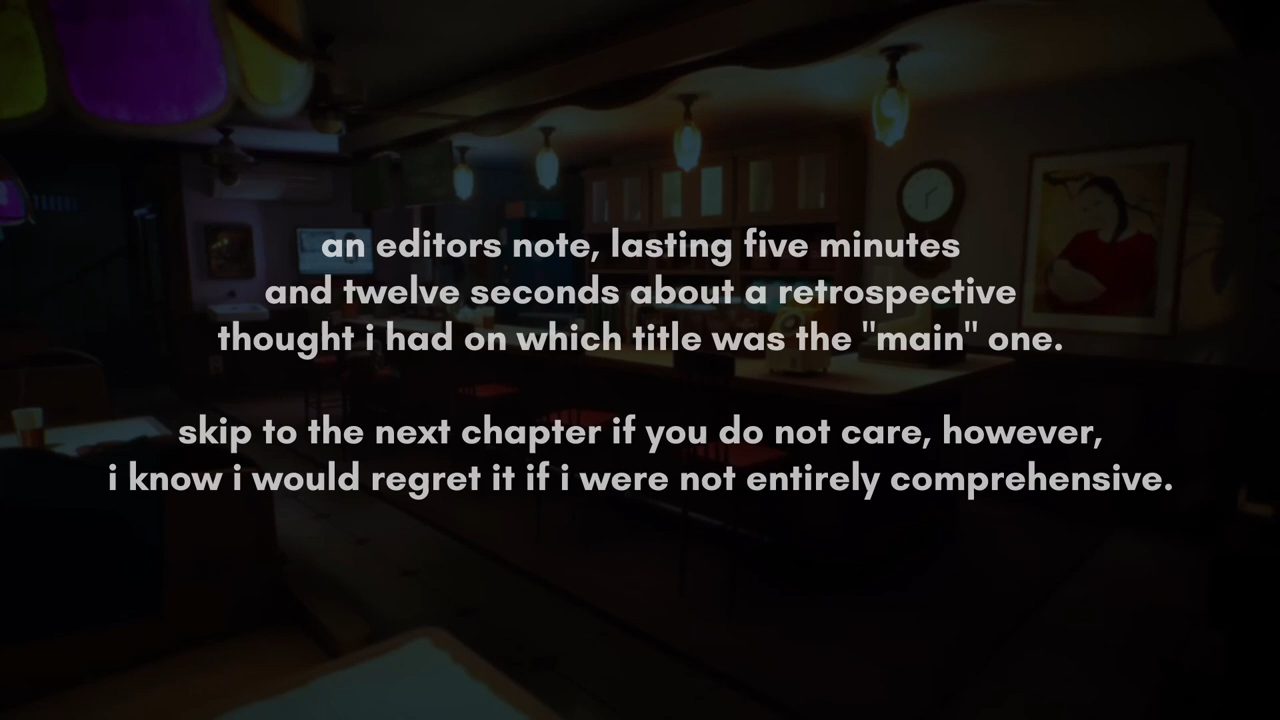 an editors note, lasting five minutes
and twelve seconds about a retrospective
thought i had on which title was the "main" one.
skip to the next chapter if you do not care, however,
i know i would regret it if i were not entirely comprehensive.